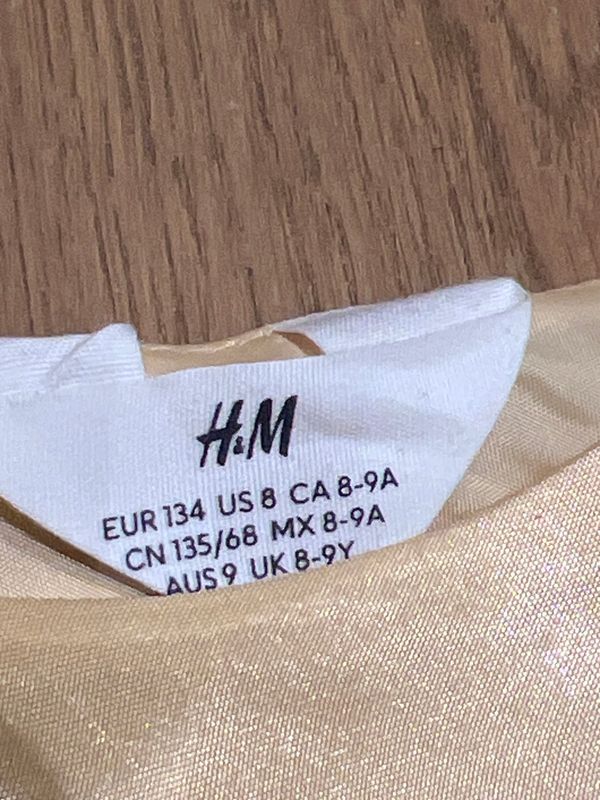 H&M
EUR 134 US 8 CA 8-9A
CN 135/68 MX 8-9A
AUS 9 UK 8-9Y